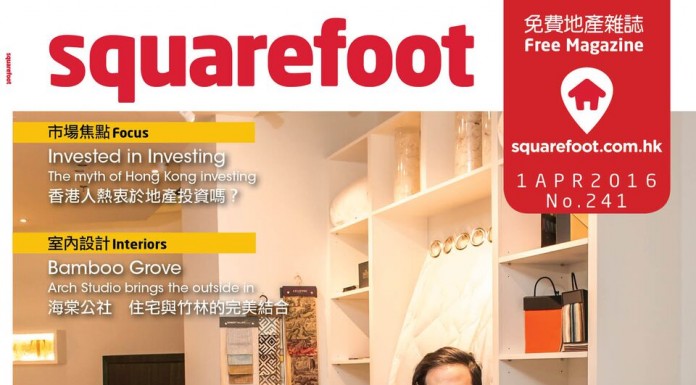 squarefoot
squarefoot
免費地產雜誌
Free Magazine
squarefoot.com.hk
1APR2016
No.241
市場焦點 Focus
Invested in Investing
The myth of Hong Kong investing
香港人熱衷於地產投資嗎？
室內設計 Interiors
Bamboo Grove
Arch Studio brings the outside in
海棠公社 住宅與竹林的完美結合